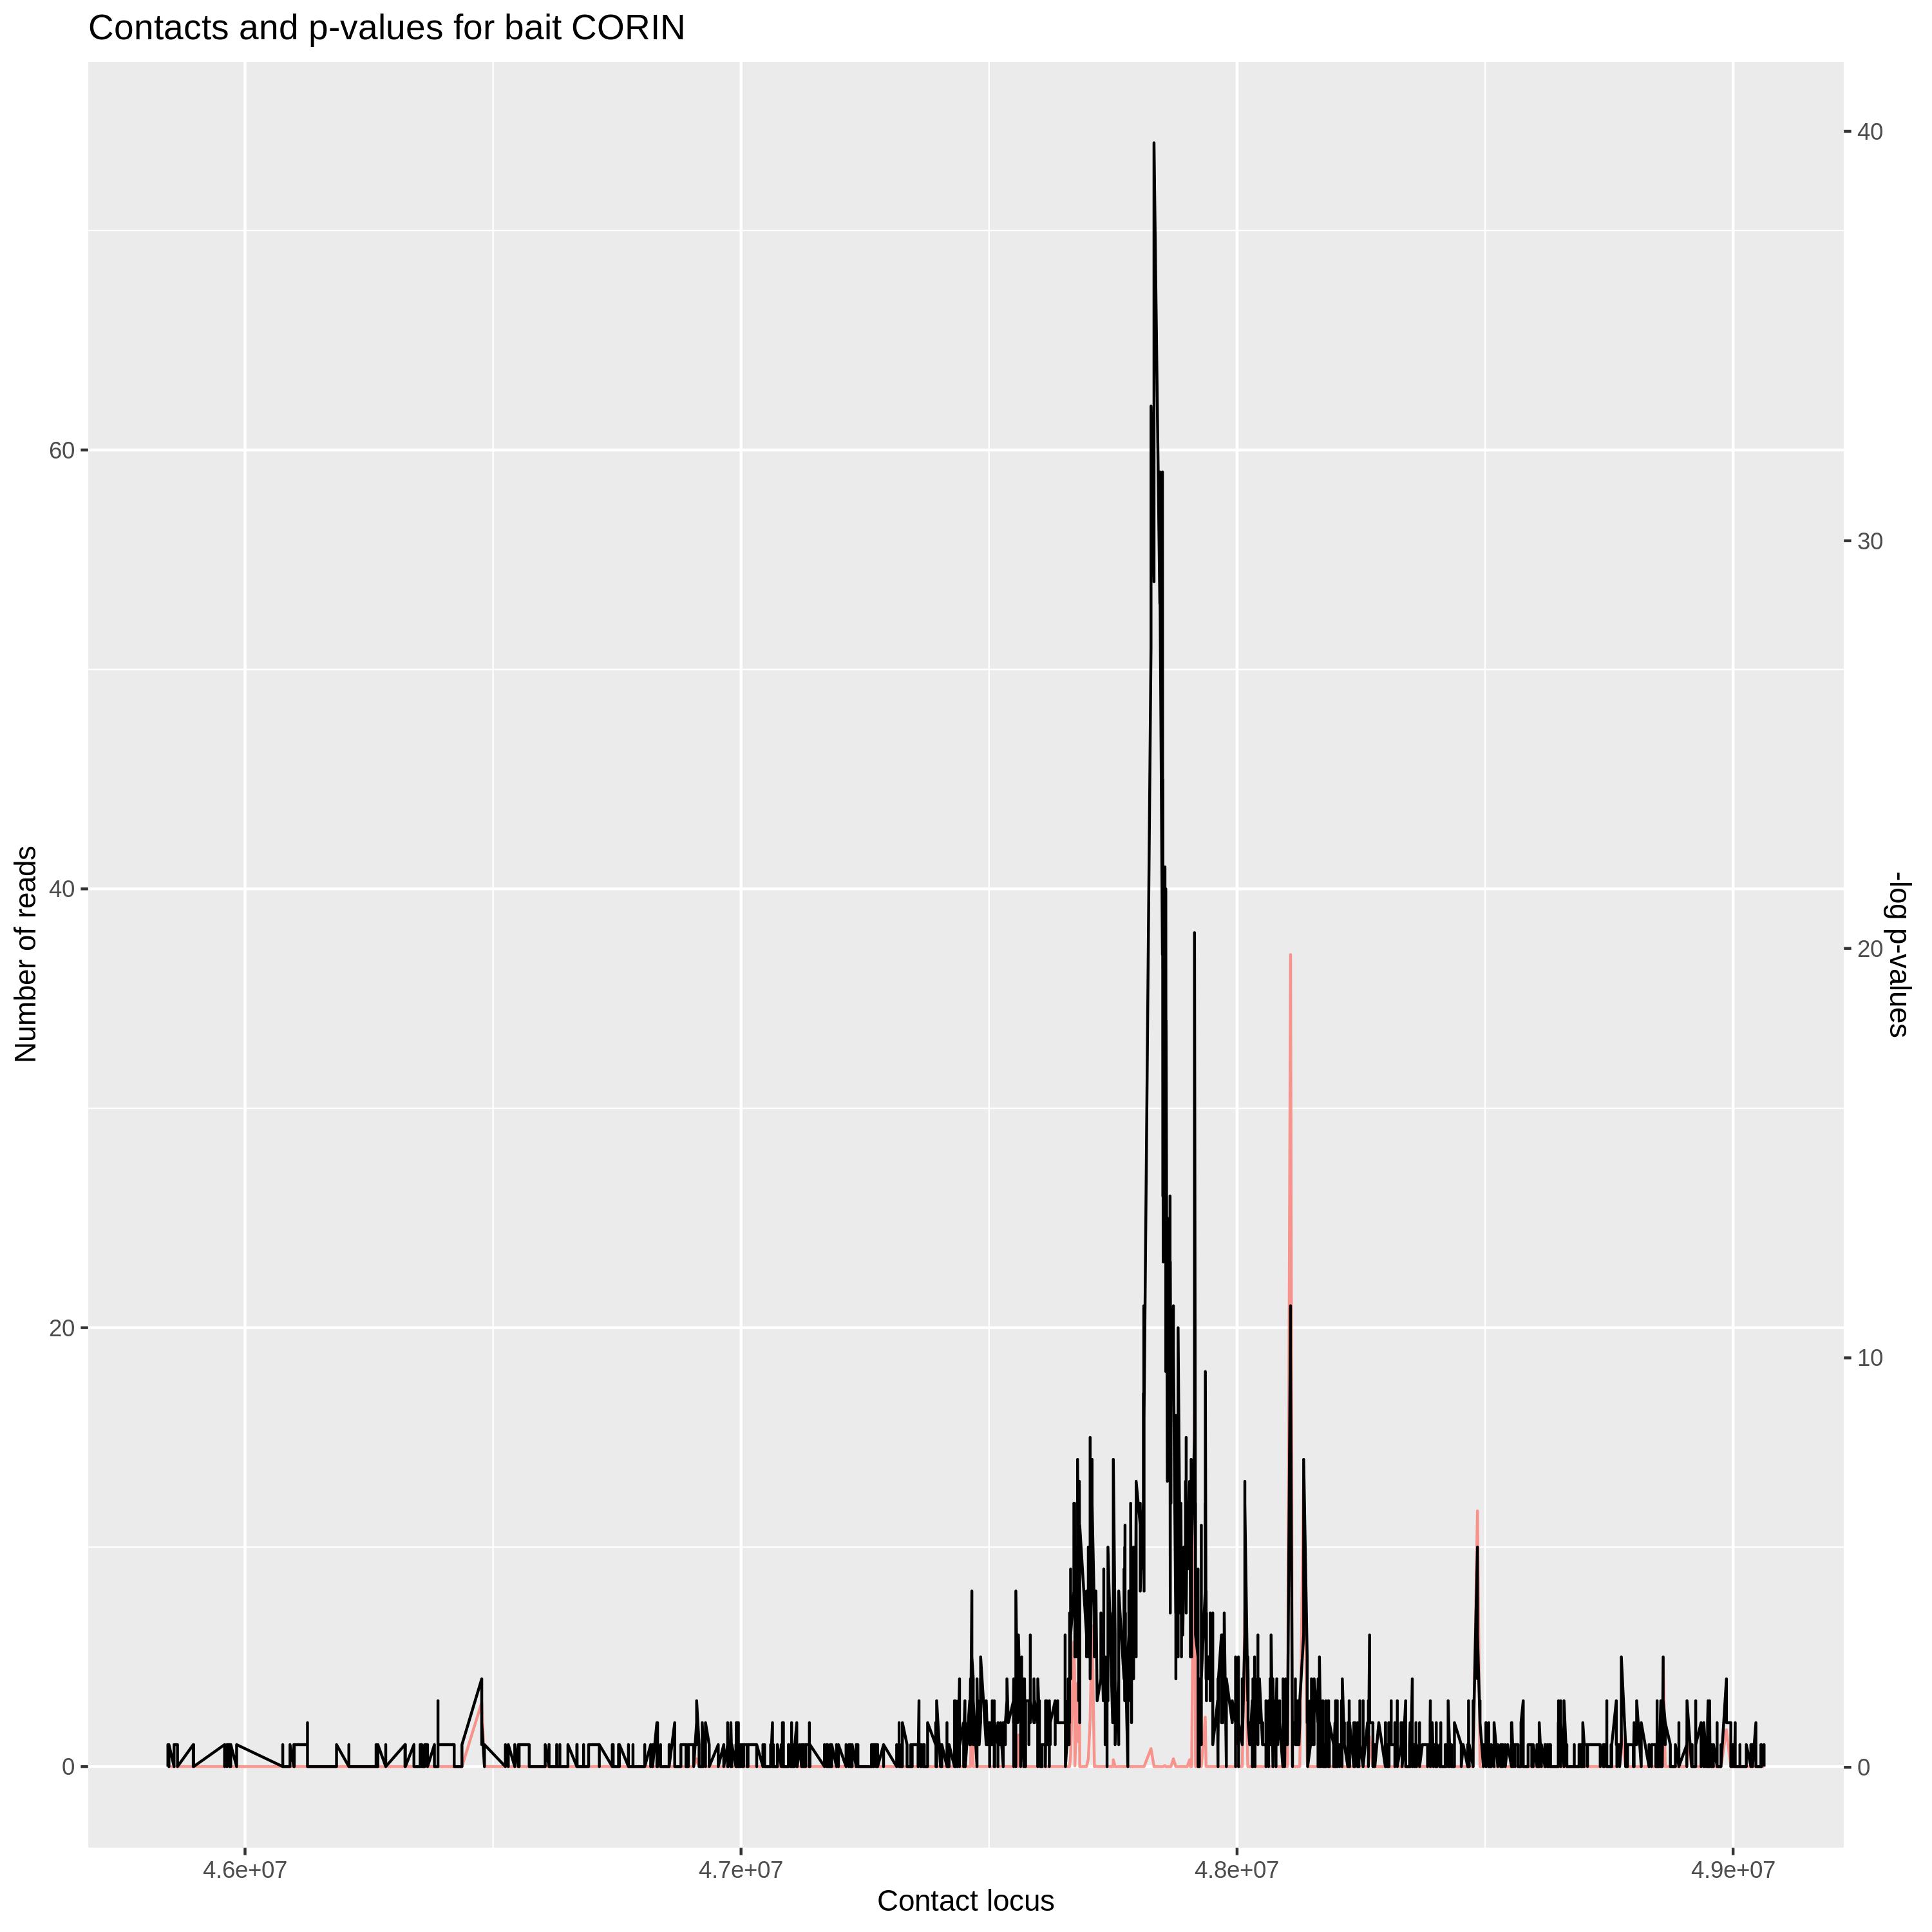 Contacts and p-values for bait CORIN
Number of reads
60
40
20
0
40
30
20
10
0
-log p-values
4.6e+07 4.7e+07 4.8e+07 4.9e+07
Contact locus